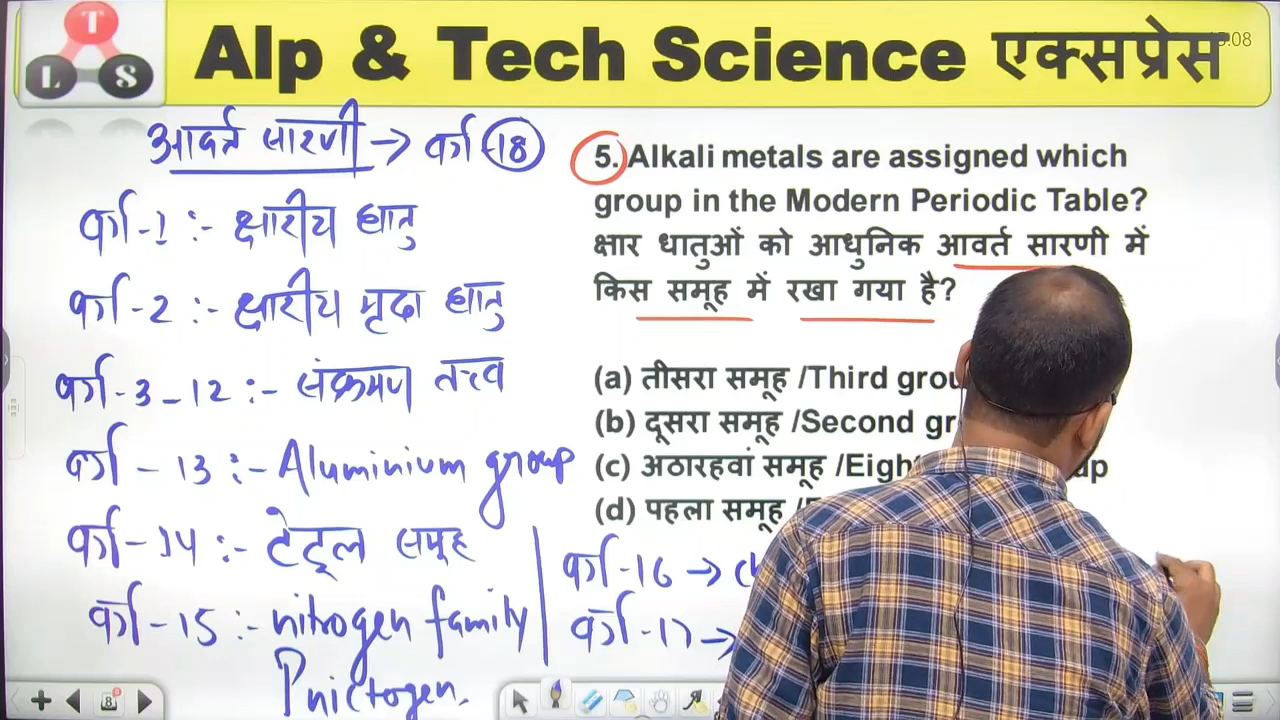 T
L S
Alp & Tech Science एक्सप्रेस
आवर्त सारणी → वर्ग 18
वर्ग-1 :- क्षारीय धातु
वर्ग-2 :- क्षारीय मृदा धातु
वर्ग-3-12 :- संक्रमण तत्त्व
वर्ग-13 :- Aluminium group
वर्ग-14 :- टेट्रल समूह
वर्ग-15 :- nitrogen family
Pnictogen.
वर्ग-16 →
वर्ग-17 →
5. Alkali metals are assigned which
group in the Modern Periodic Table?
क्षार धातुओं को आधुनिक आवर्त सारणी में
किस समूह में रखा गया है?
(a) तीसरा समूह /Third
(b) दूसरा समूह /Second
(c) अठारहवां समूह
(d) पहला समूह
8